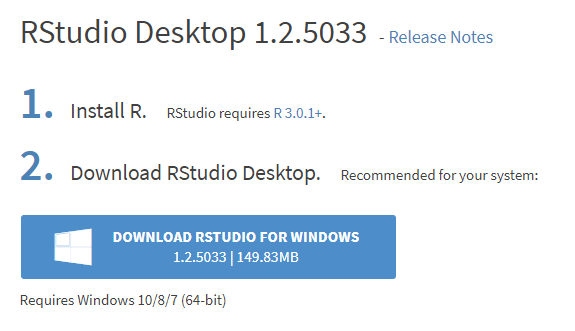 RStudio Desktop 1.2.5033 - Release Notes
1. Install R. RStudio requires R 3.0.1+.
2. Download RStudio Desktop. Recommended for your system:
DOWNLOAD RSTUDIO FOR WINDOWS
1.2.5033 | 149.83MB
Requires Windows 10/8/7 (64-bit)